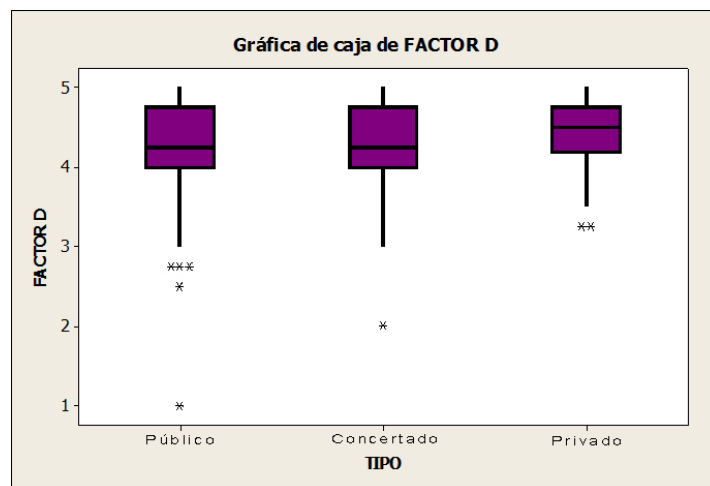 Gráfica de caja de FACTOR D
FACTOR D
5
4
3
2
1
Público Concertado Privado
TIPO